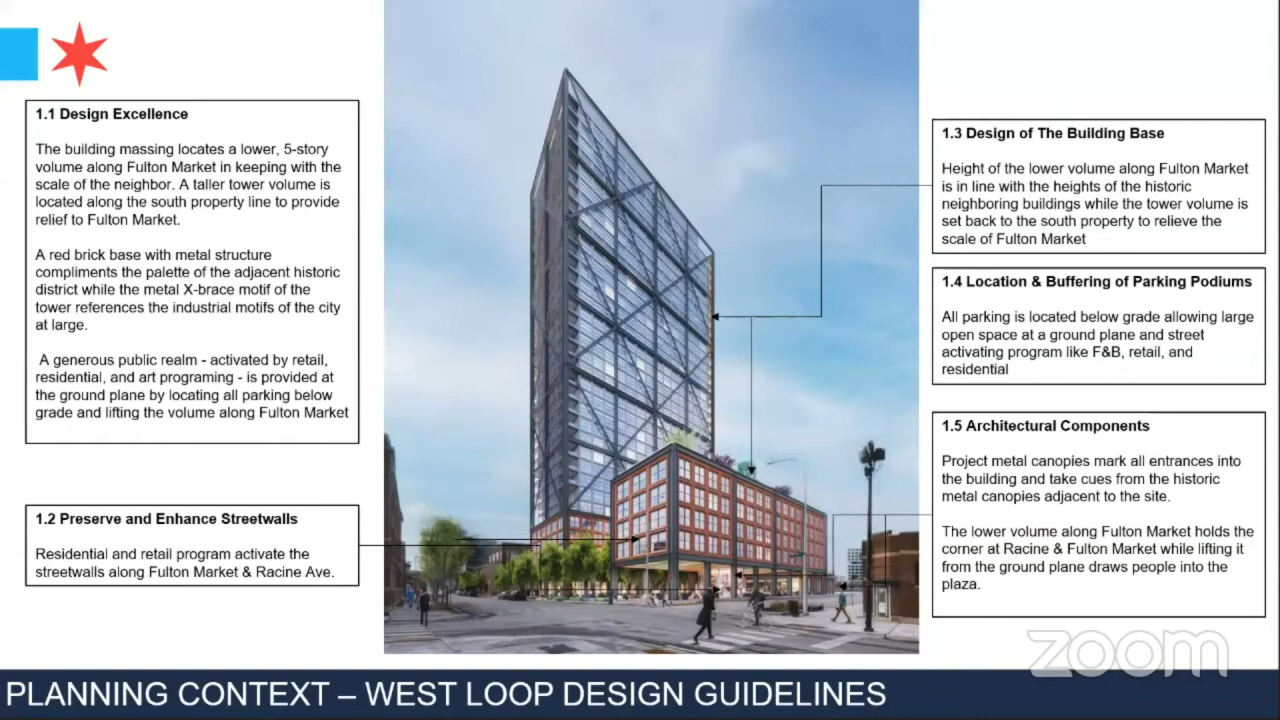 1.1 Design Excellence
The building massing locates a lower, 5-story
volume along Fulton Market in keeping with the
scale of the neighbor. A taller tower volume is
located along the south property line to provide
relief to Fulton Market.
A red brick base with metal structure
compliments the palette of the adjacent historic
district while the metal X-brace motif of the
tower references the industrial motifs of the city
at large.
A generous public realm - activated by retail,
residential, and art programing - is provided at
the ground plane by locating all parking below
grade and lifting the volume along Fulton Market
1.2 Preserve and Enhance Streetwalls
Residential and retail program activate the
streetwalls along Fulton Market & Racine Ave.
1.3 Design of The Building Base
Height of the lower volume along Fulton Market
is in line with the heights of the historic
neighboring buildings while the tower volume is
set back to the south property to relieve the
scale of Fulton Market
1.4 Location & Buffering of Parking Podiums
All parking is located below grade allowing large
open space at a ground plane and street
activating program like F&B, retail, and
residential
1.5 Architectural Components
Project metal canopies mark all entrances into
the building and take cues from the historic
metal canopies adjacent to the site.
The lower volume along Fulton Market holds the
corner at Racine & Fulton Market while lifting it
from the ground plane draws people into the
plaza.
zoom
PLANNING CONTEXT – WEST LOOP DESIGN GUIDELINES